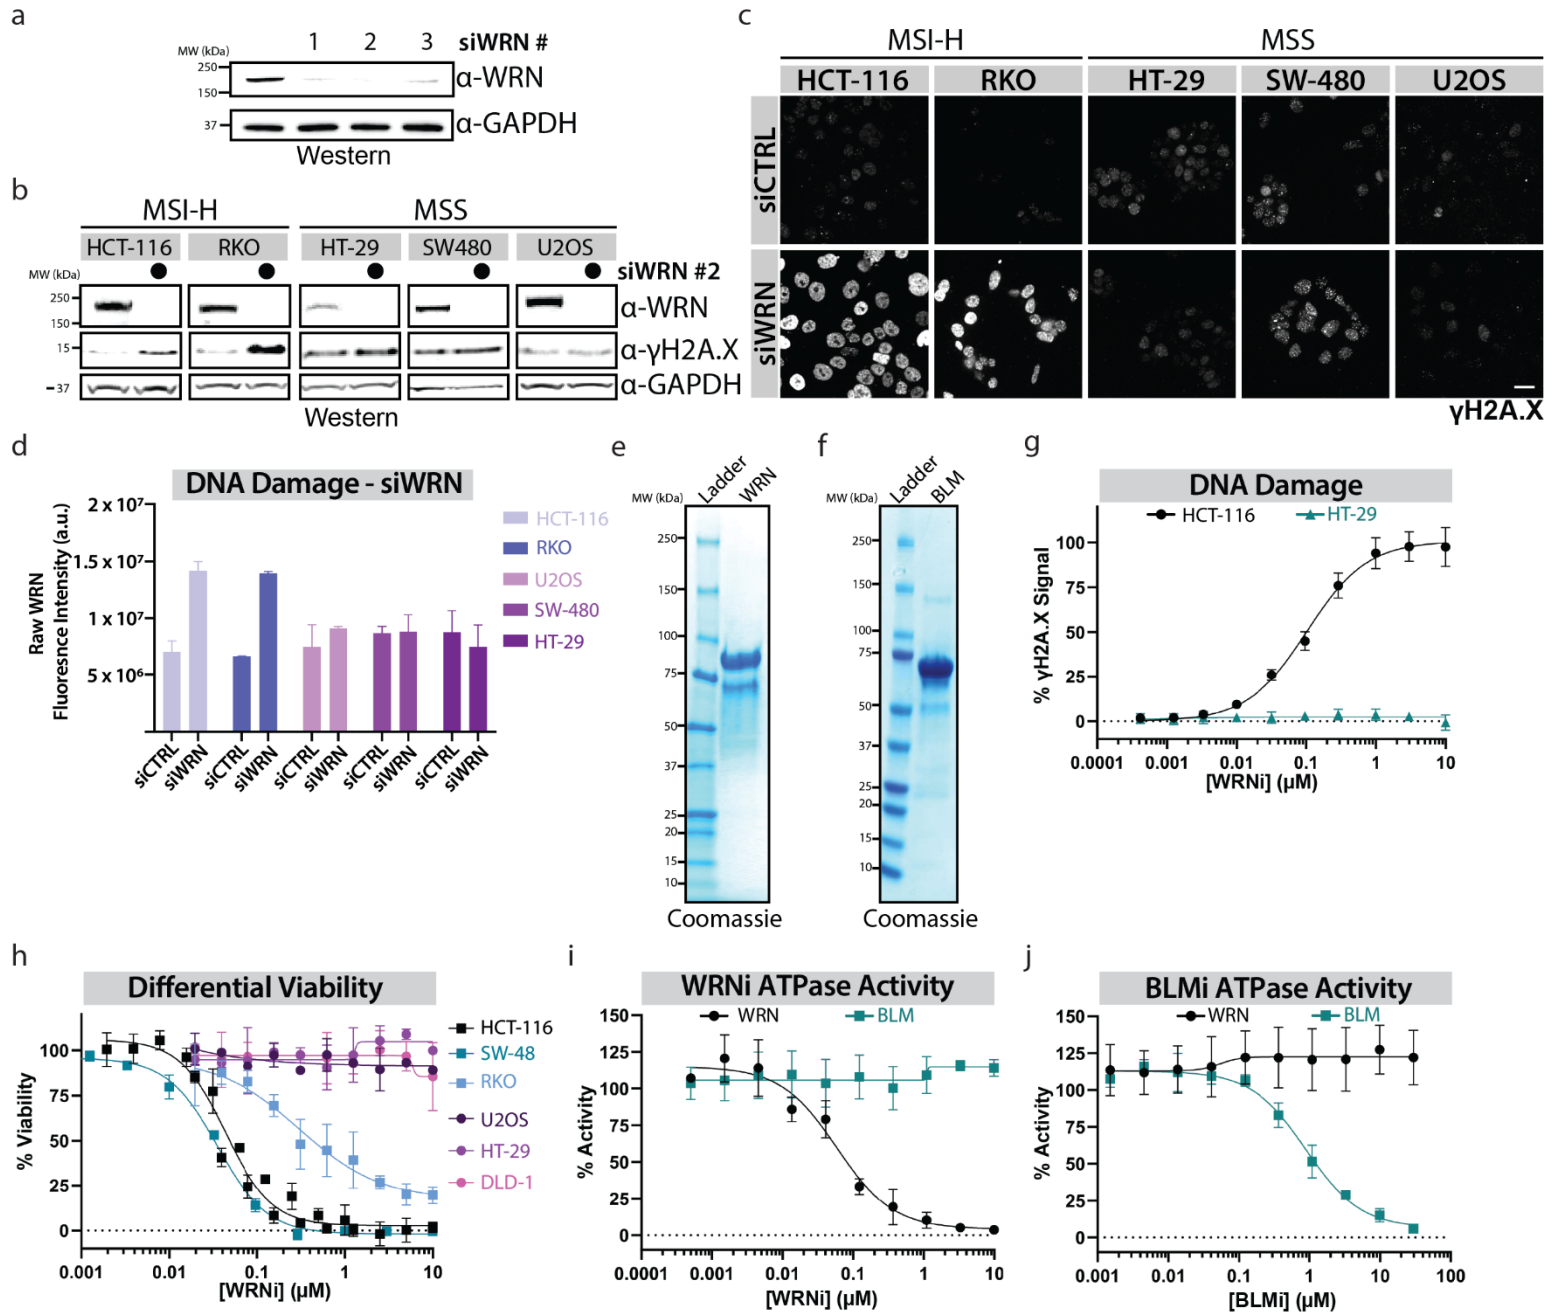 a
MW (kDa)
1 2 3 siWRN #
250
150
α-WRN
37
α-GAPDH
Western
b
MSI-H MSS
HCT-116 RKO HT-29 SW480 U2OS
MW (kDa)
siWRN #2
250
150
α-WRN
15
α-γH2A.X
37
α-GAPDH
Western
c
MSI-H MSS
HCT-116 RKO HT-29 SW-480 U2OS
siCTRL
siWRN
γH2A.X
d
DNA Damage - siWRN
Raw WRN
Fluoresnce Intensity (a.u.)
2 x 10⁷
1.5 x 10⁷
1 x 10⁷
5 x 10⁶
HCT-116
RKO
U2OS
SW-480
HT-29
siCTRL siWRN siCTRL siWRN siCTRL siWRN siCTRL siWRN siCTRL siWRN
e
MW (kDa) Ladder WRN
250
150
100
75
50
37
25
20
15
10
Coomassie
f
MW (kDa) Ladder BLM
250
150
100
75
50
37
25
20
15
10
Coomassie
g
DNA Damage
HCT-116 HT-29
% γH2A.X Signal
100
75
50
25
0
0.0001 0.001 0.01 0.1 1 10
[WRNi] (µM)
h
Differential Viability
% Viability
100
75
50
25
0
0.001 0.01 0.1 1 10
[WRNi] (µM)
HCT-116
SW-48
RKO
U2OS
HT-29
DLD-1
i
WRNi ATPase Activity
WRN BLM
% Activity
150
125
100
75
50
25
0
0.0001 0.001 0.01 0.1 1 10
[WRNi] (µM)
j
BLMi ATPase Activity
WRN BLM
% Activity
150
125
100
75
50
25
0
0.001 0.01 0.1 1 10 100
[BLMi] (µM)